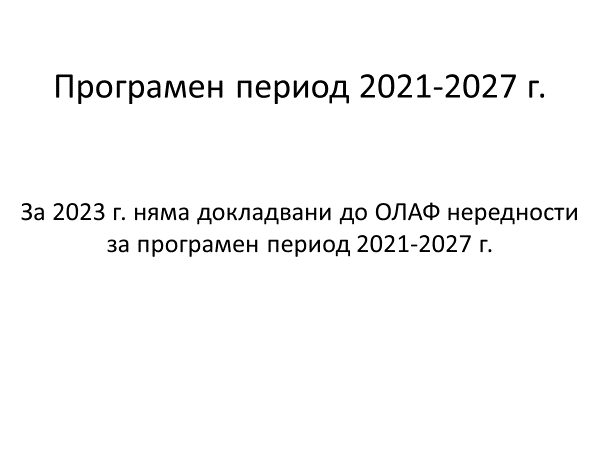 Програмен период 2021-2027 г.
За 2023 г. няма докладвани до ОЛАФ нередности
за програмен период 2021-2027 г.